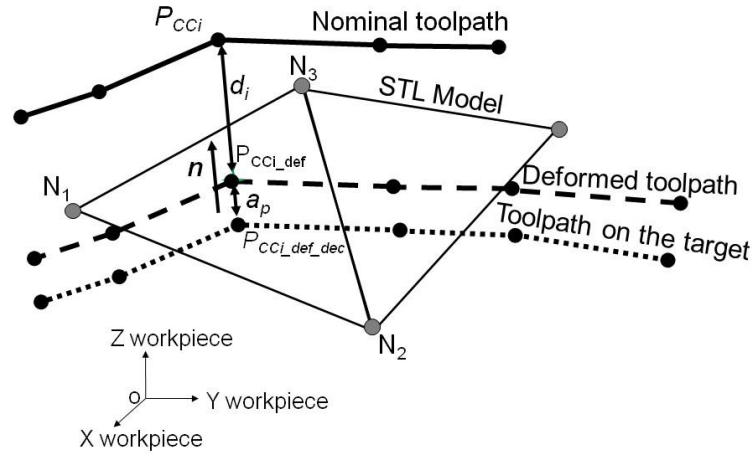 P_CCi
Nominal toolpath
N_3
d_i
STL Model
P_CCi_def
n
N_1
Deformed toolpath
a_p
P_CCi_def_dec
Toolpath on the target
N_2
Z workpiece
O
Y workpiece
X workpiece